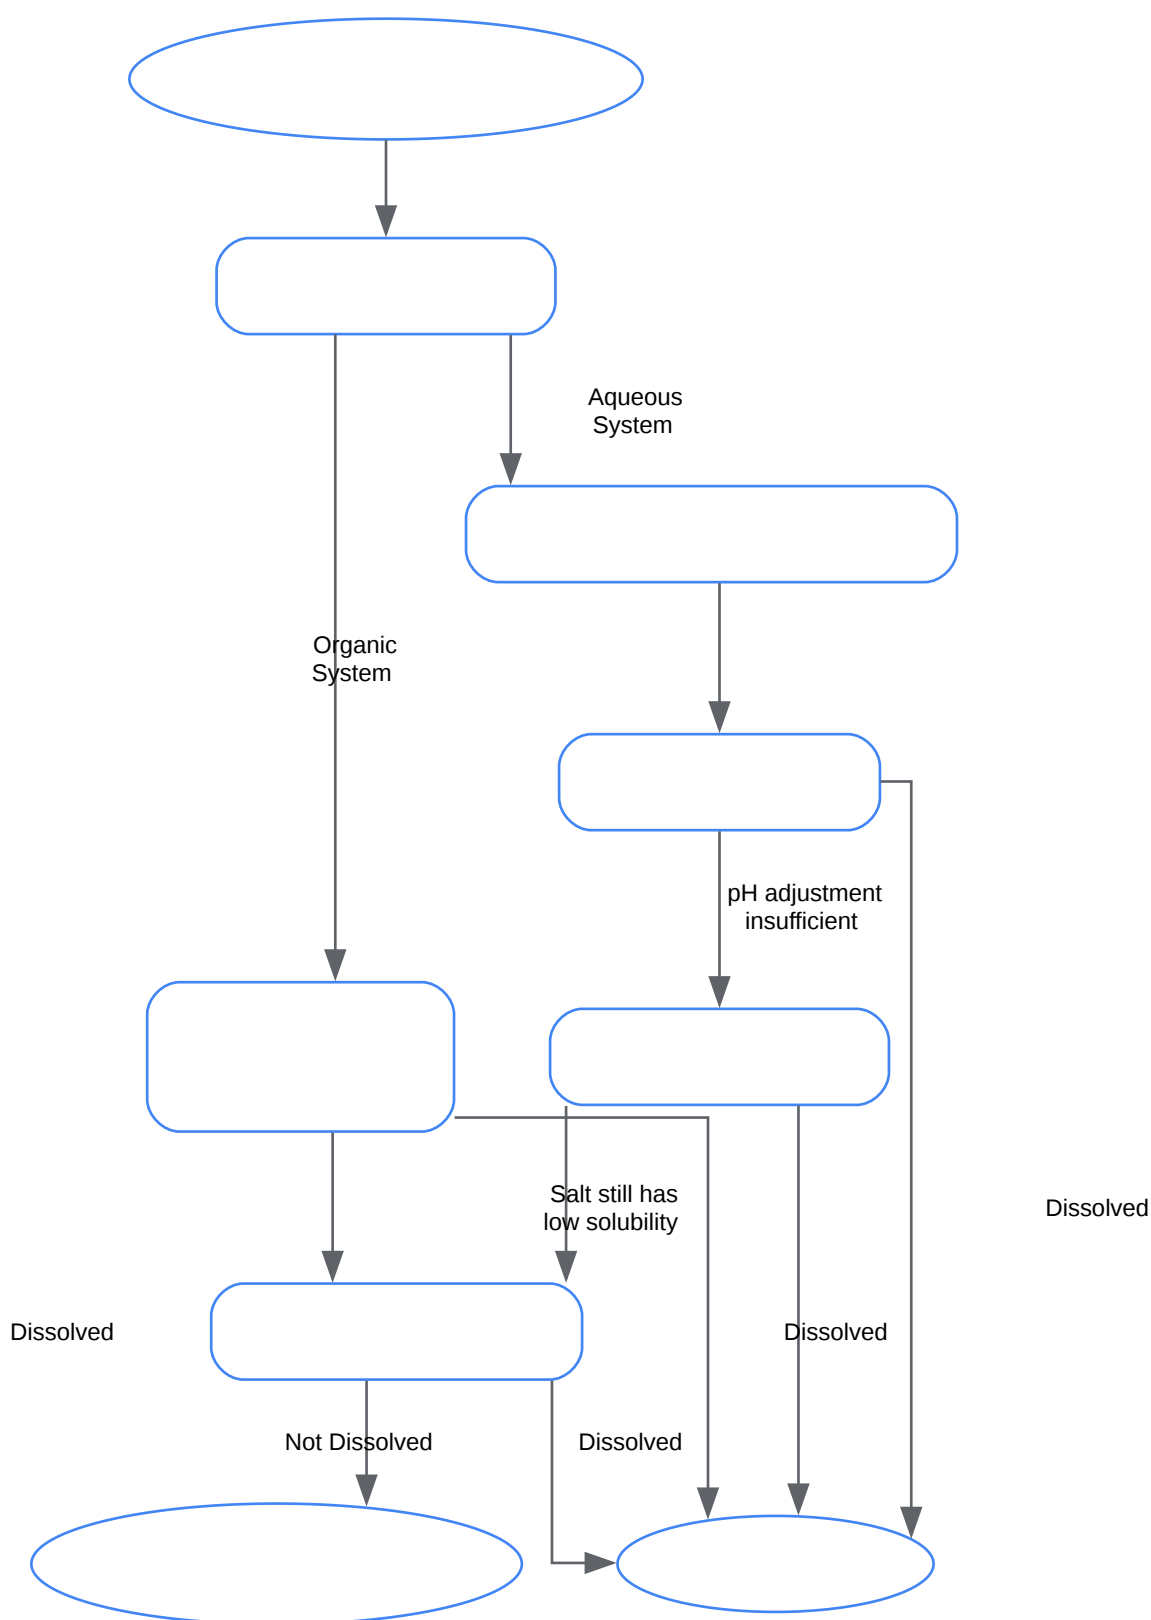 Aqueous
System
Organic
System
pH adjustment
insufficient
Salt still has
low solubility
Dissolved
Dissolved
Dissolved
Not Dissolved
Dissolved